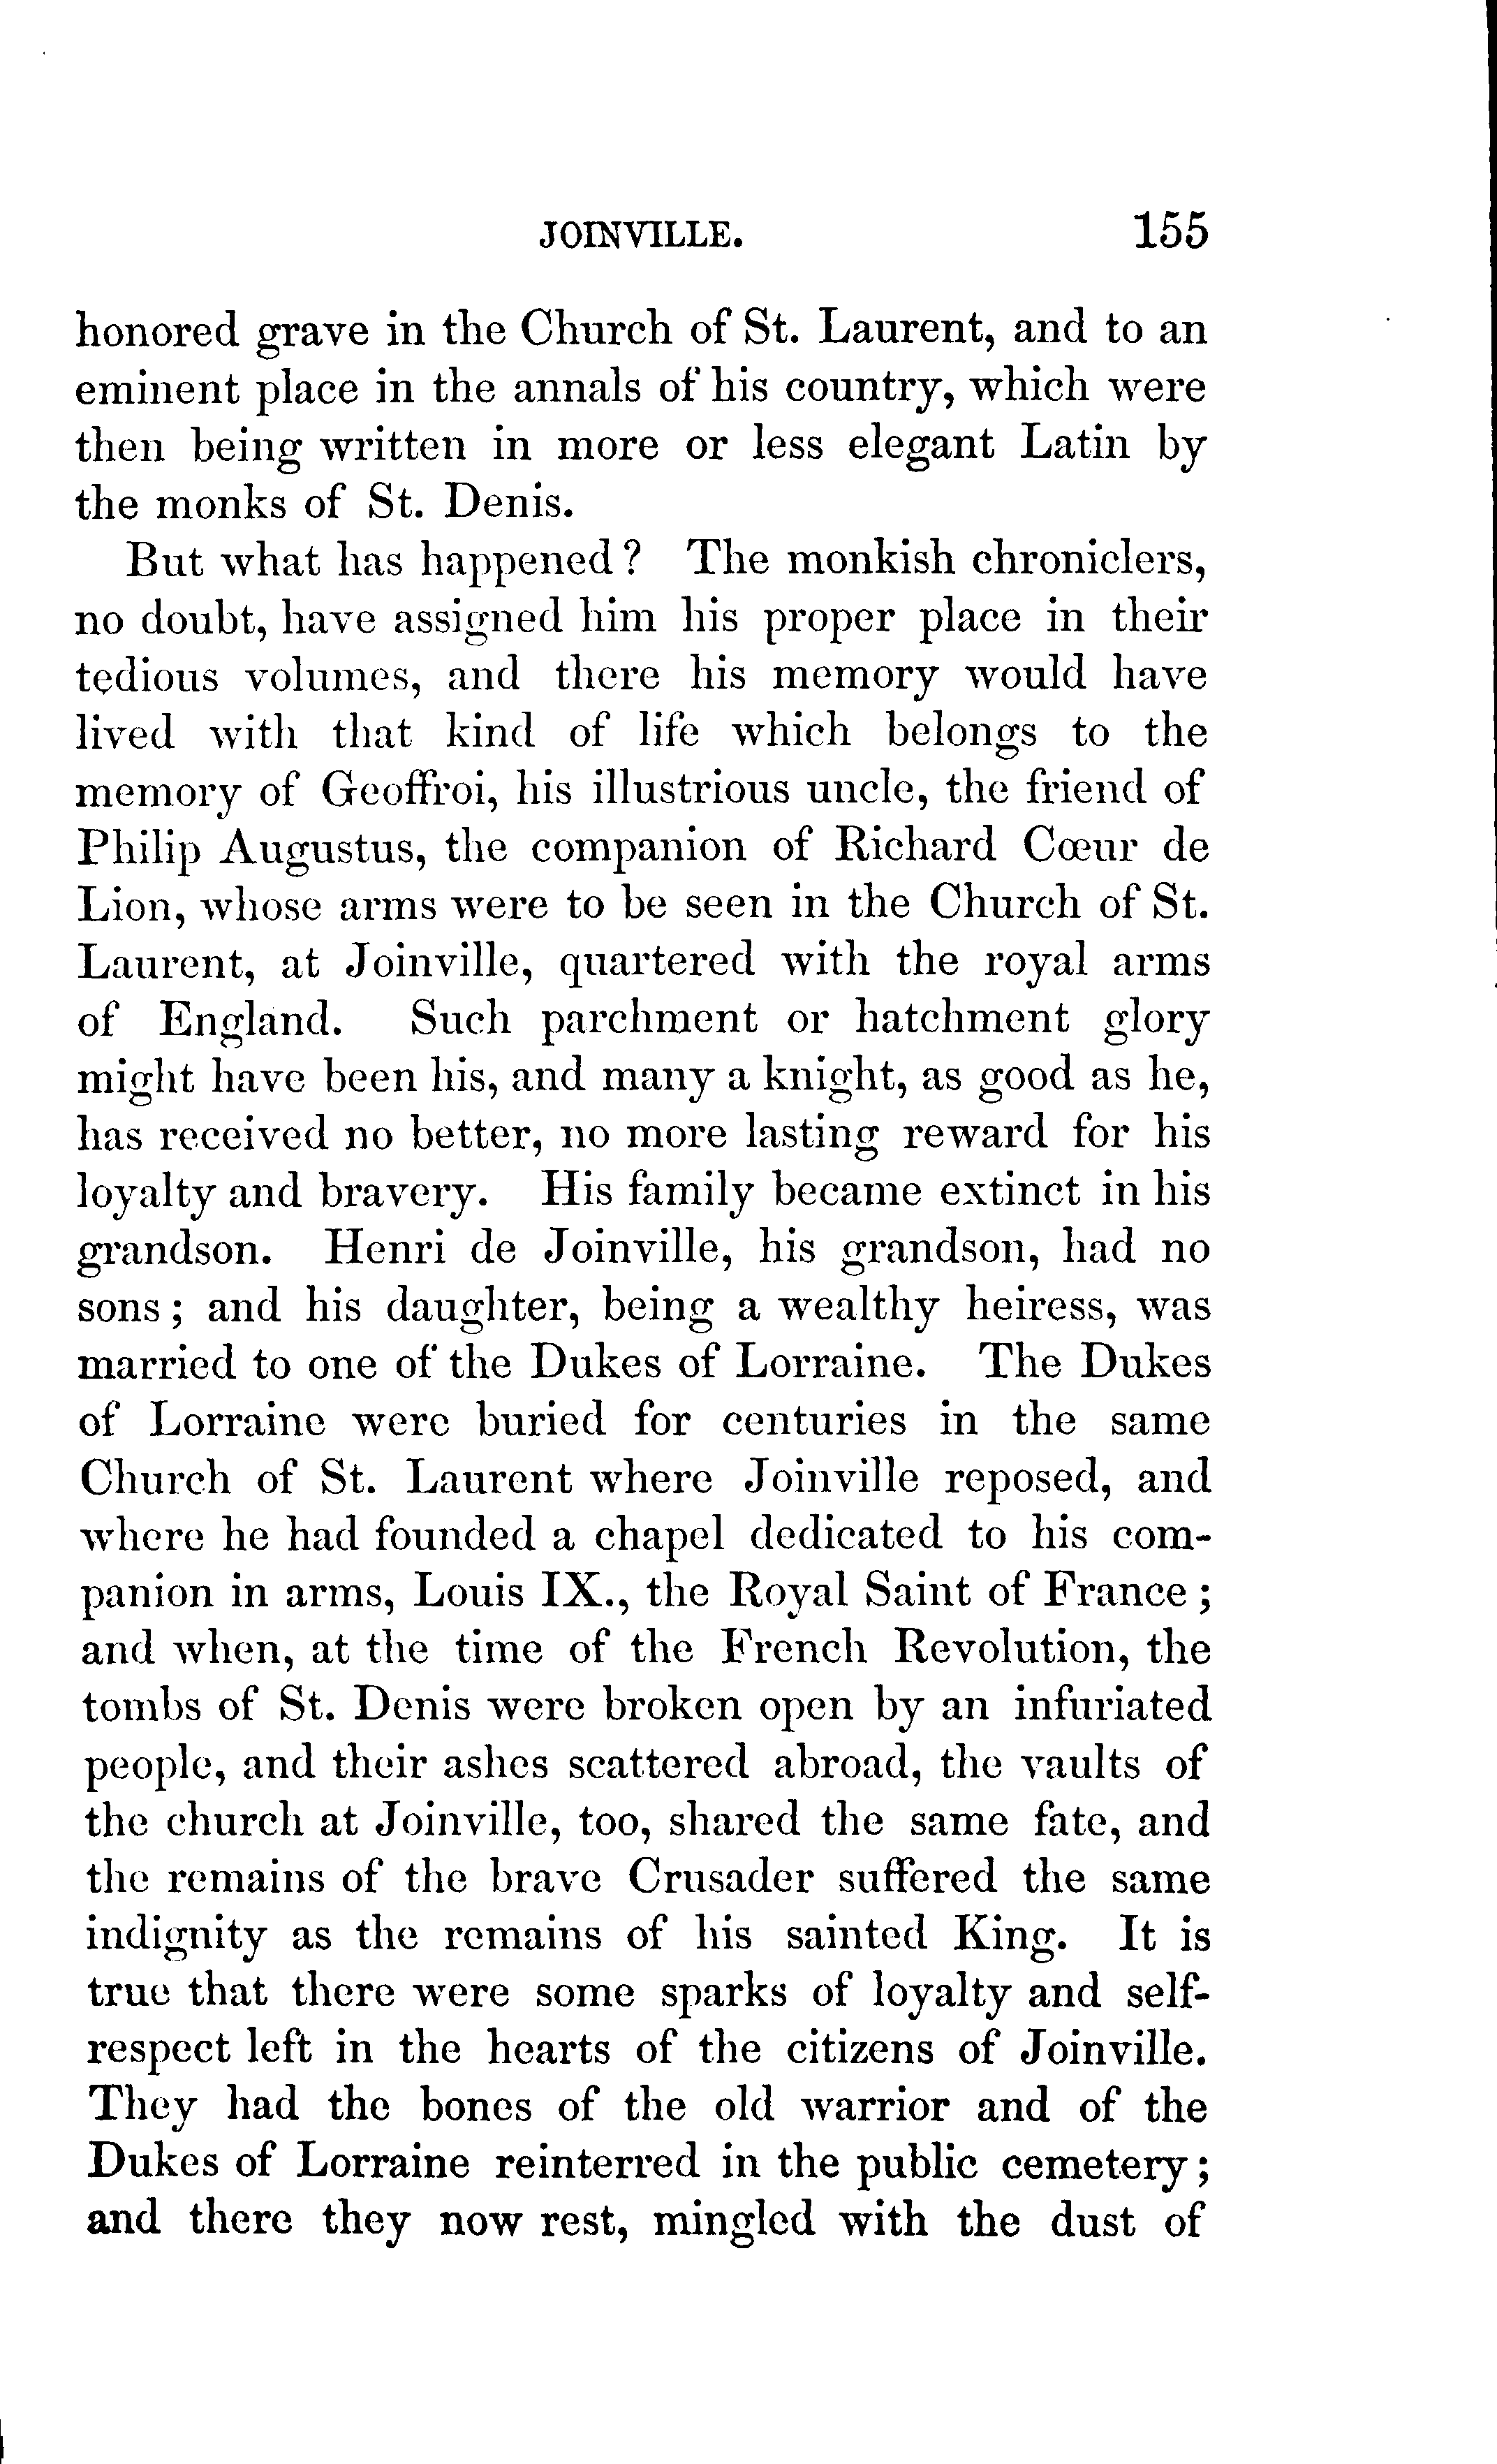 JOINVILLE. 155
honored grave in the Church of St. Laurent, and to an
eminent place in the annals of his country, which were
then being written in more or less elegant Latin by
the monks of St. Denis.
But what has happened? The monkish chroniclers,
no doubt, have assigned him his proper place in their
tedious volumes, and there his memory would have
lived with that kind of life which belongs to the
memory of Geoffroi, his illustrious uncle, the friend of
Philip Augustus, the companion of Richard Cœur de
Lion, whose arms were to be seen in the Church of St.
Laurent, at Joinville, quartered with the royal arms
of England. Such parchment or hatchment glory
might have been his, and many a knight, as good as he,
has received no better, no more lasting reward for his
loyalty and bravery. His family became extinct in his
grandson. Henri de Joinville, his grandson, had no
sons; and his daughter, being a wealthy heiress, was
married to one of the Dukes of Lorraine. The Dukes
of Lorraine were buried for centuries in the same
Church of St. Laurent where Joinville reposed, and
where he had founded a chapel dedicated to his com-
panion in arms, Louis IX., the Royal Saint of France;
and when, at the time of the French Revolution, the
tombs of St. Denis were broken open by an infuriated
people, and their ashes scattered abroad, the vaults of
the church at Joinville, too, shared the same fate, and
the remains of the brave Crusader suffered the same
indignity as the remains of his sainted King. It is
true that there were some sparks of loyalty and self-
respect left in the hearts of the citizens of Joinville.
They had the bones of the old warrior and of the
Dukes of Lorraine reinterred in the public cemetery;
and there they now rest, mingled with the dust of